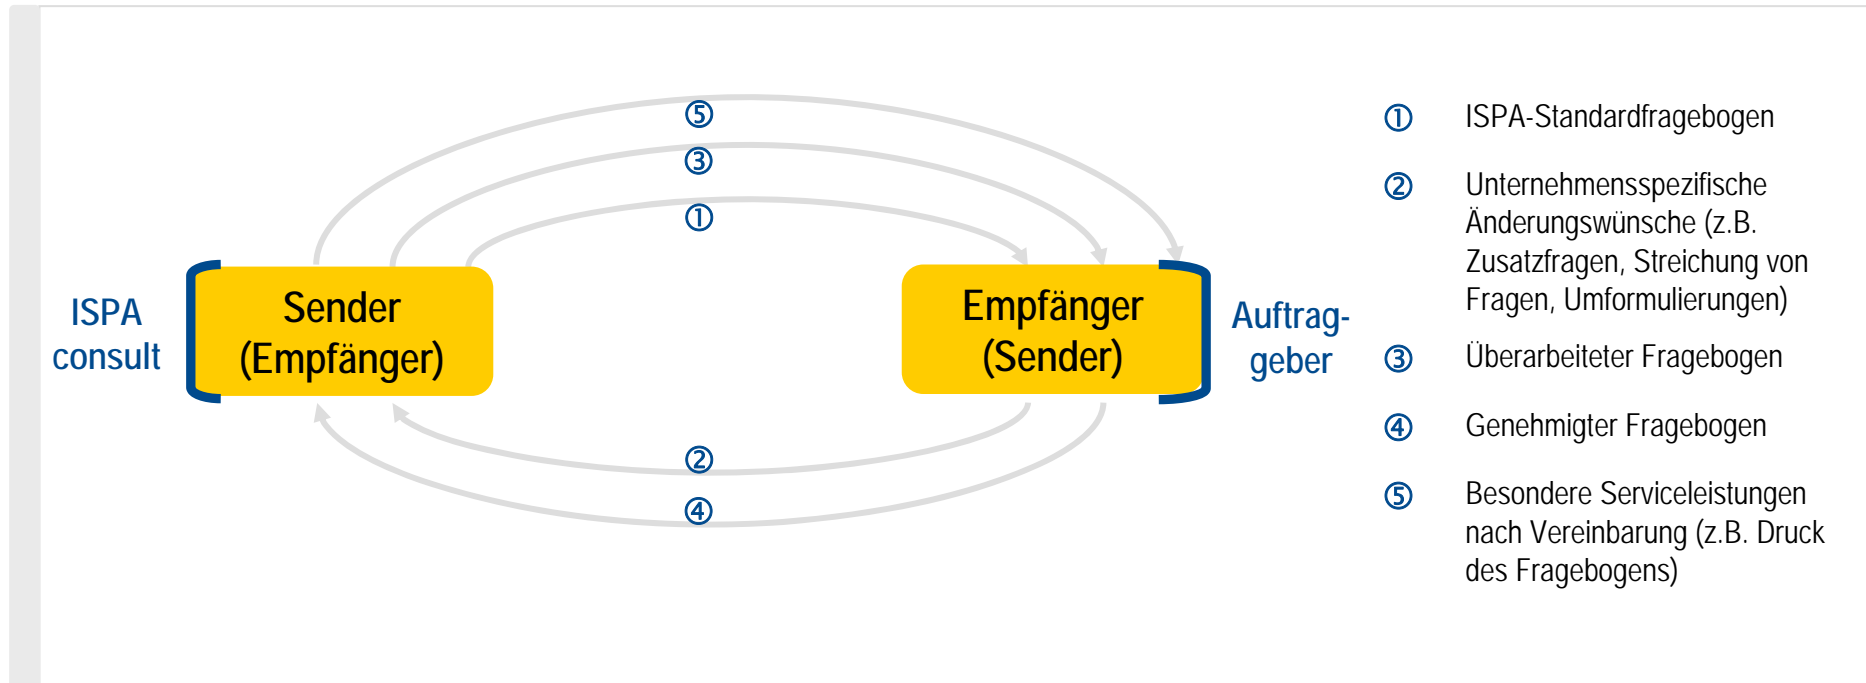 ⑤
③
①
ISPA
consult
Sender
(Empfänger)
Empfänger
(Sender)
Auftrag-
geber
②
④
① ISPA-Standardfragebogen
② Unternehmensspezifische
Änderungswünsche (z.B.
Zusatzfragen, Streichung von
Fragen, Umformulierungen)
③ Überarbeiteter Fragebogen
④ Genehmigter Fragebogen
⑤ Besondere Serviceleistungen
nach Vereinbarung (z.B. Druck
des Fragebogens)